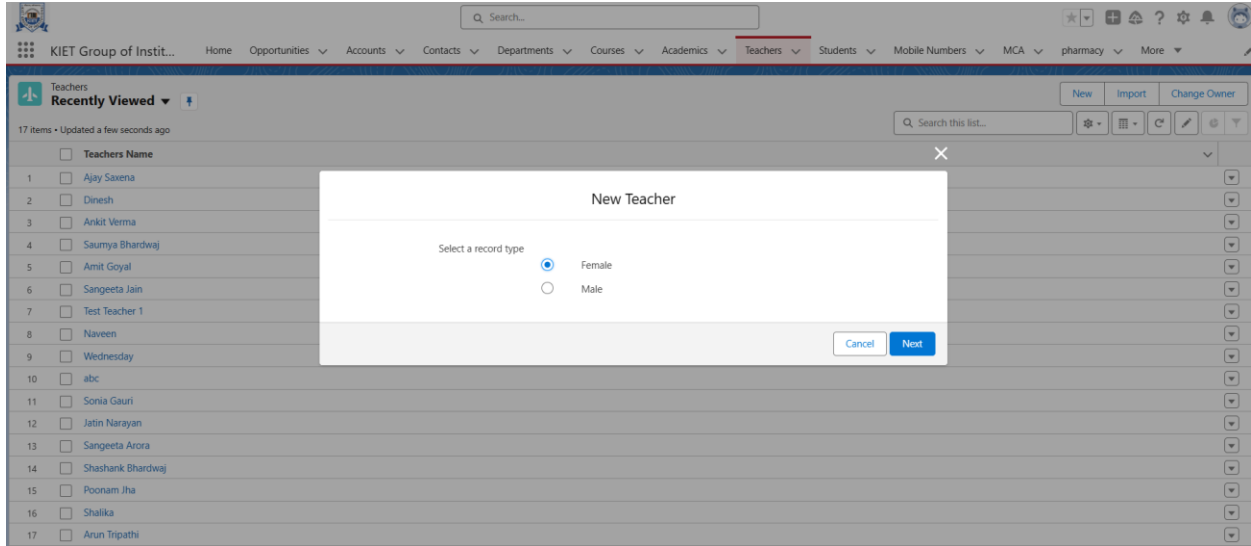 Search...
KIET Group of Instit... Home Opportunities Accounts Contacts Departments Courses Academics Teachers Students Mobile Numbers MCA pharmacy More
Teachers
Recently Viewed
New Import Change Owner
17 items • Updated a few seconds ago
Search this list...
Teachers Name
1 Ajay Saxena
2 Dinesh
3 Ankit Verma
4 Saumya Bhardwaj
5 Amit Goyal
6 Sangeeta Jain
7 Test Teacher 1
8 Naveen
9 Wednesday
10 abc
11 Sonia Gauri
12 Jatin Narayan
13 Sangeeta Arora
14 Shashank Bhardwaj
15 Poonam Jha
16 Shalika
17 Arun Tripathi
New Teacher
Select a record type
Female
Male
Cancel Next